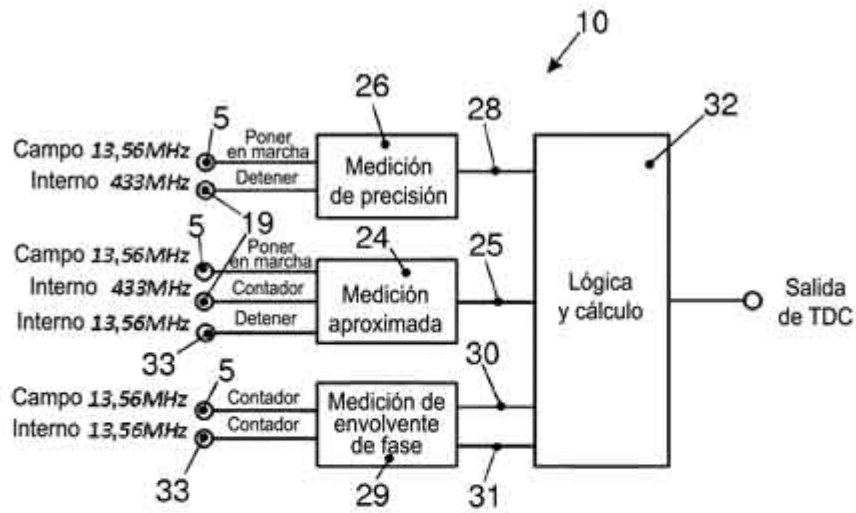 10
26
28
32
5
Campo 13,56MHz
Poner
en marcha
Interno 433MHz
Detener
Medición
de precisión
19
5
24
25
Campo 13,56MHz
Poner
en marcha
Interno 433MHz
Contador
Interno 13,56MHz
Detener
Medición
aproximada
33
Lógica
y cálculo
Salida
de TDC
5
30
Campo 13,56MHz
Contador
Interno 13,56MHz
Contador
Medición de
envolvente
de fase
33
29
31